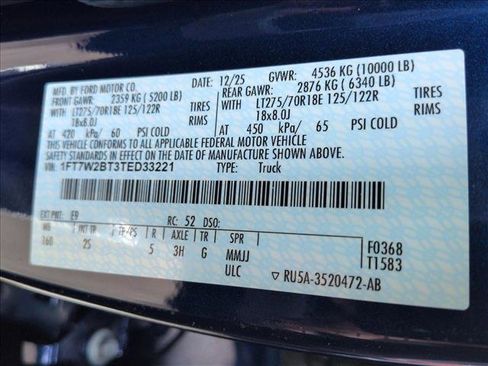 MFD. BY FORD MOTOR CO.
DATE: 12/25 GVWR: 4536 KG (10000 LB)
FRONT GAWR: 2359 KG ( 5200 LB) REAR GAWR: 2876 KG ( 6340 LB)
WITH LT275/70R18E 125/122R TIRES WITH LT275/70R18E 125/122R TIRES
18x8.0J RIMS 18x8.0J RIMS
AT 420 kPa/ 60 PSI COLD AT 450 kPa/ 65 PSI COLD
THIS VEHICLE CONFORMS TO ALL APPLICABLE FEDERAL MOTOR VEHICLE
SAFETY STANDARDS IN EFFECT ON THE DATE OF MANUFACTURE SHOWN ABOVE.
VIN: 1FT7W2BT3TED33221 TYPE: Truck
EXT PNT: E9 RC: 52 DSO:
WB R AXLE TR SPR F0368
160 25 5 3H G MMJJ T1583
ULC RU5A-3520472-AB